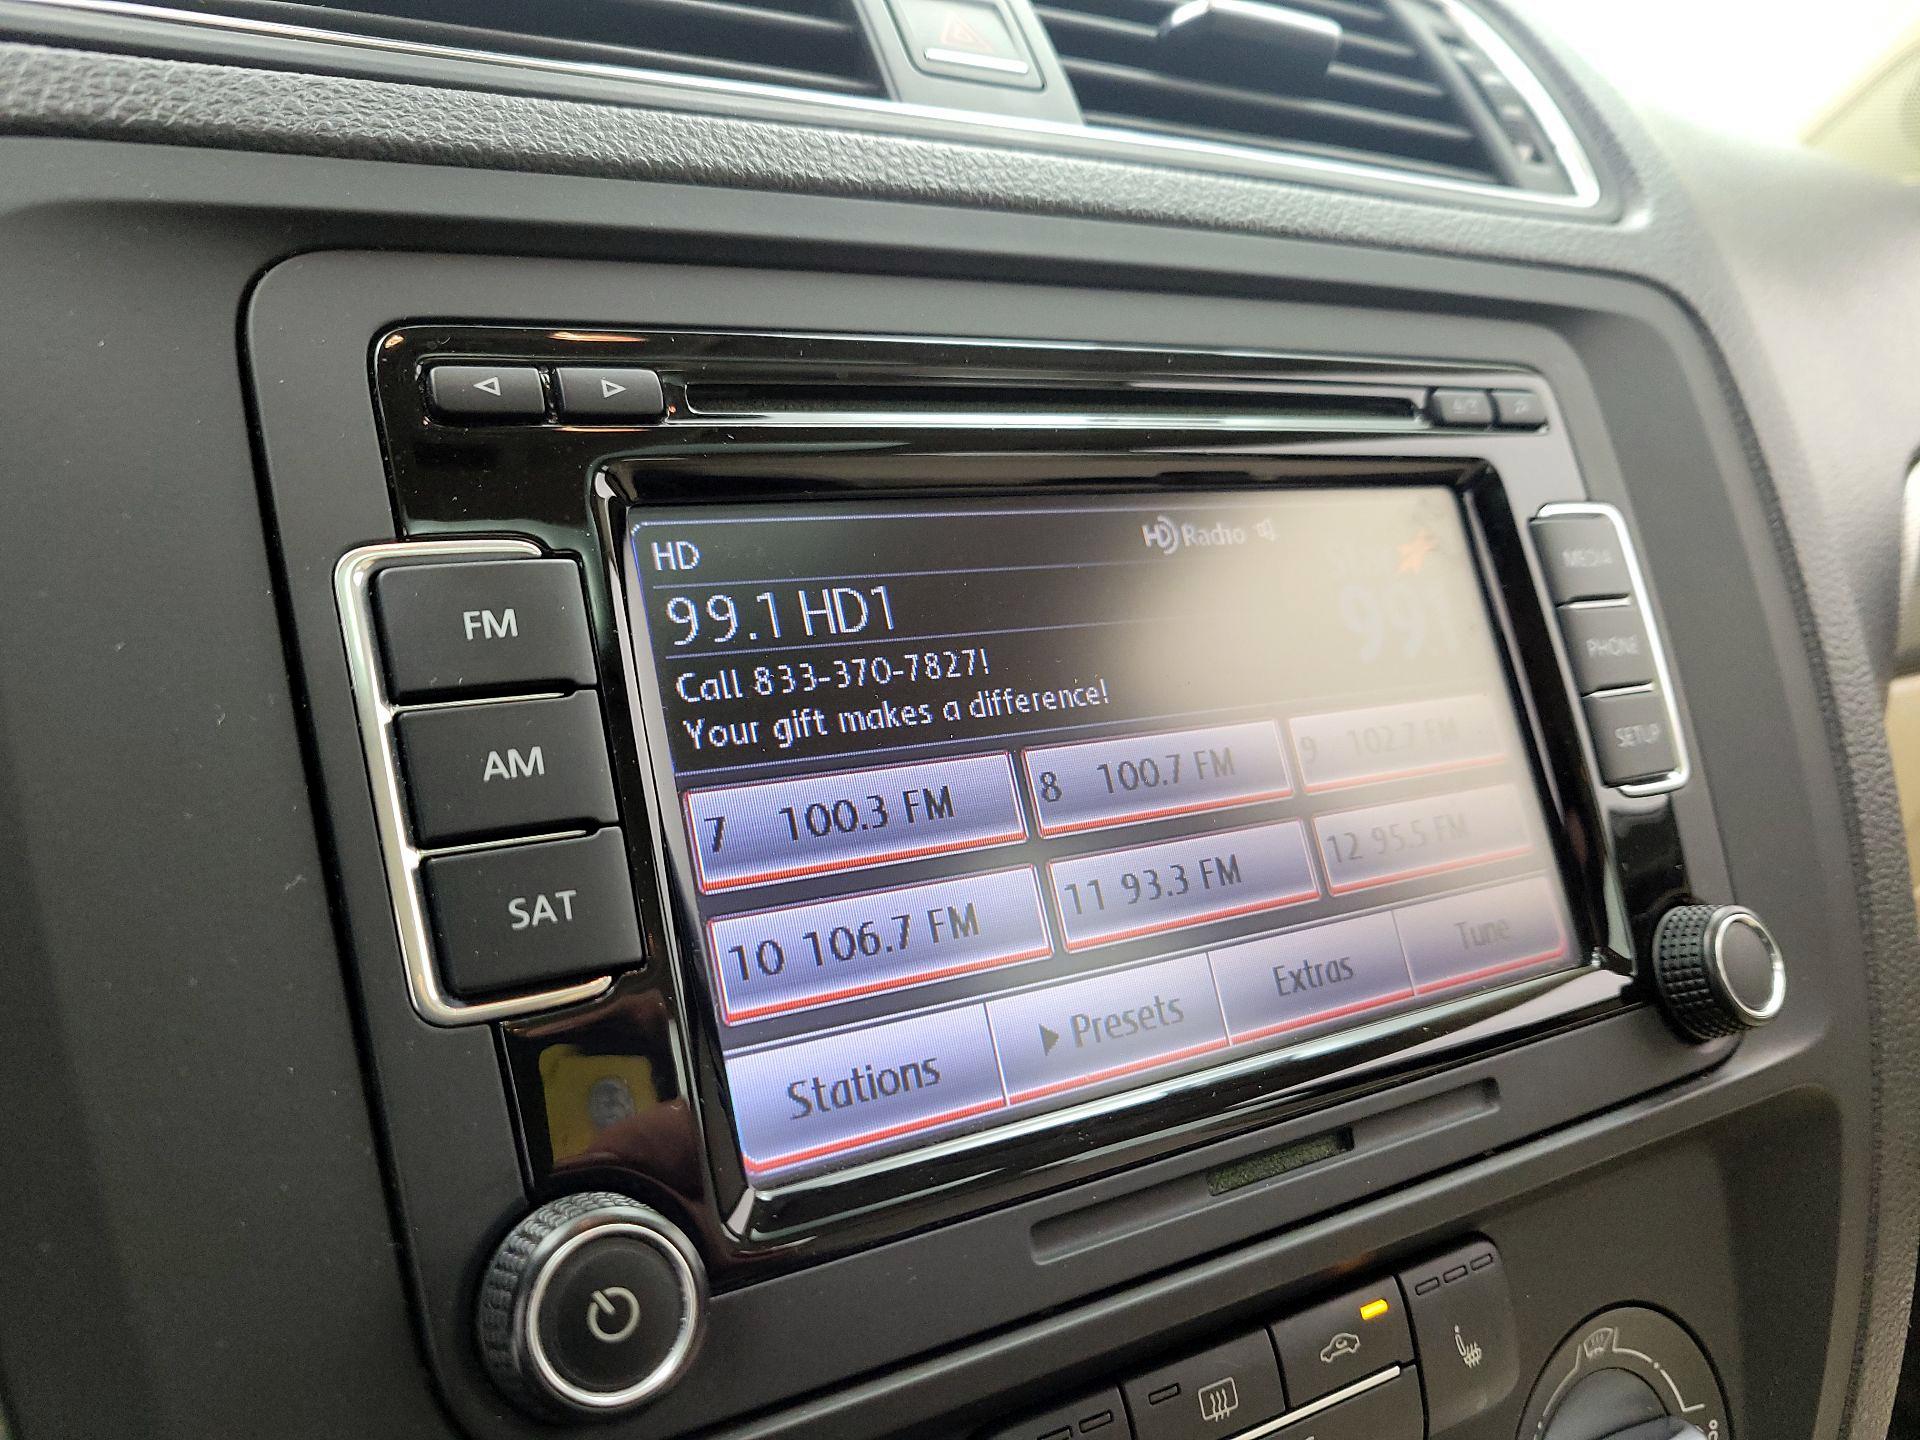 HD
HD Radio
99.1 HD1
991
Call 833-370-7827!
Your gift makes a difference!
7 100.3 FM
8 100.7 FM
9 102.7 FM
10 106.7 FM
11 93.3 FM
12 95.5 FM
Stations
Presets
Extras
Tune
FM
AM
SAT
MEDIA
PHONE
SETUP